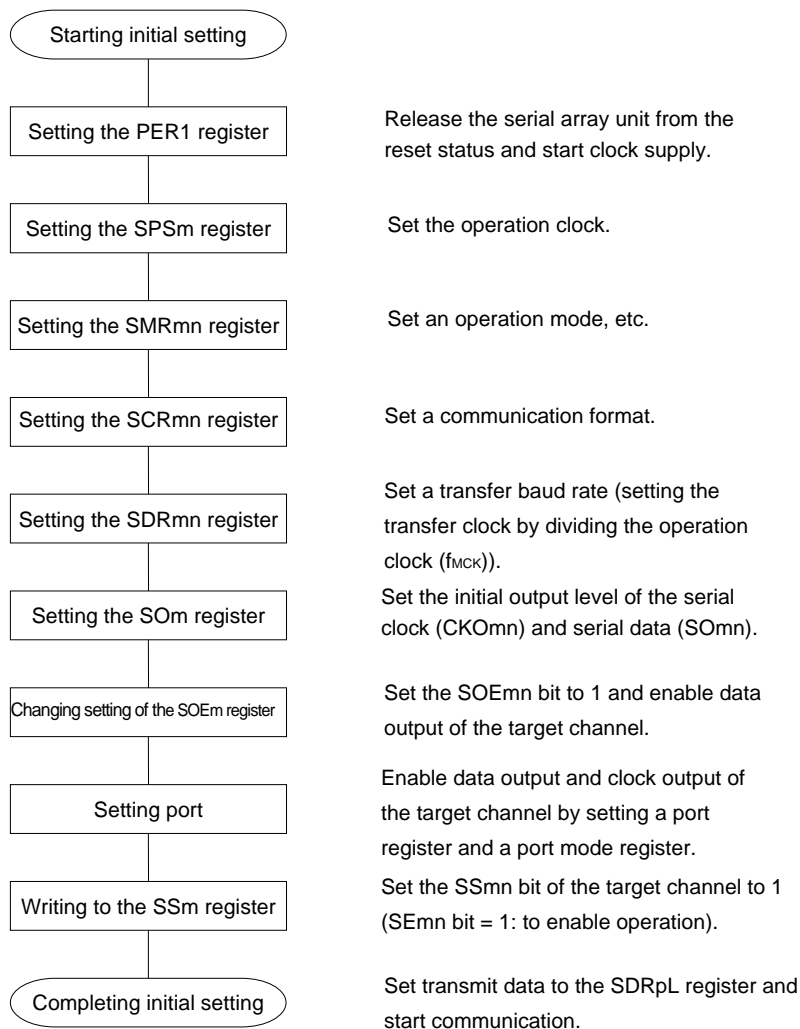 Starting initial setting
Setting the PER1 register
Release the serial array unit from the
reset status and start clock supply.
Setting the SPSm register
Set the operation clock.
Setting the SMRmn register
Set an operation mode, etc.
Setting the SCRmn register
Set a communication format.
Setting the SDRmn register
Set a transfer baud rate (setting the
transfer clock by dividing the operation
clock (fMCK)).
Setting the SOm register
Set the initial output level of the serial
clock (CKOmn) and serial data (SOmn).
Changing setting of the SOEm register
Set the SOEmn bit to 1 and enable data
output of the target channel.
Setting port
Enable data output and clock output of
the target channel by setting a port
register and a port mode register.
Writing to the SSm register
Set the SSmn bit of the target channel to 1
(SEmn bit = 1: to enable operation).
Completing initial setting
Set transmit data to the SDRpL register and
start communication.